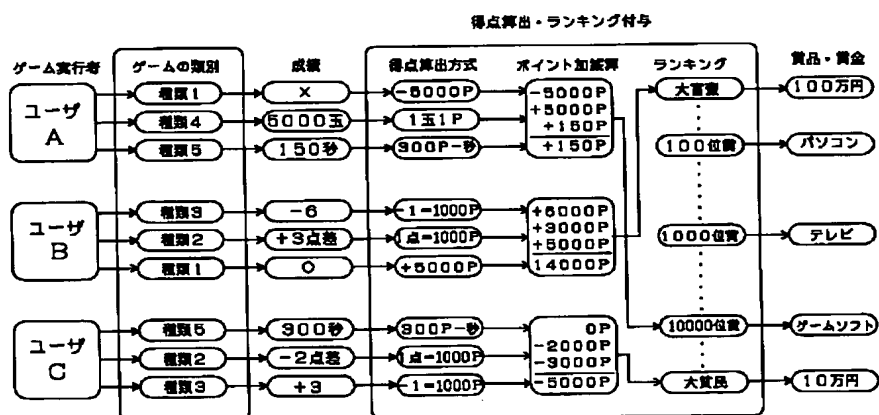 得点算出・ランキング付与
ゲーム実行者 ゲームの類別 成績 得点算出方式 ポイント加減算 ランキング 賞品・賞金
ユーザ
A
種類1 × -5000P
種類4 5000玉 1玉1P
種類5 150秒 300P-秒
-5000P
+5000P
+150P
+150P
大富豪 100万円
100位賞 パソコン
ユーザ
B
種類3 -6 -1=1000P
種類2 +3点差 1点=1000P
種類1 ○ +5000P
+6000P
+3000P
+5000P
14000P
1000位賞 テレビ
ユーザ
C
種類5 300秒 300P-秒
種類2 -2点差 1点=1000P
種類3 +3 -1=1000P
0P
-2000P
-3000P
-5000P
10000位賞 ゲームソフト
大貧民 10万円